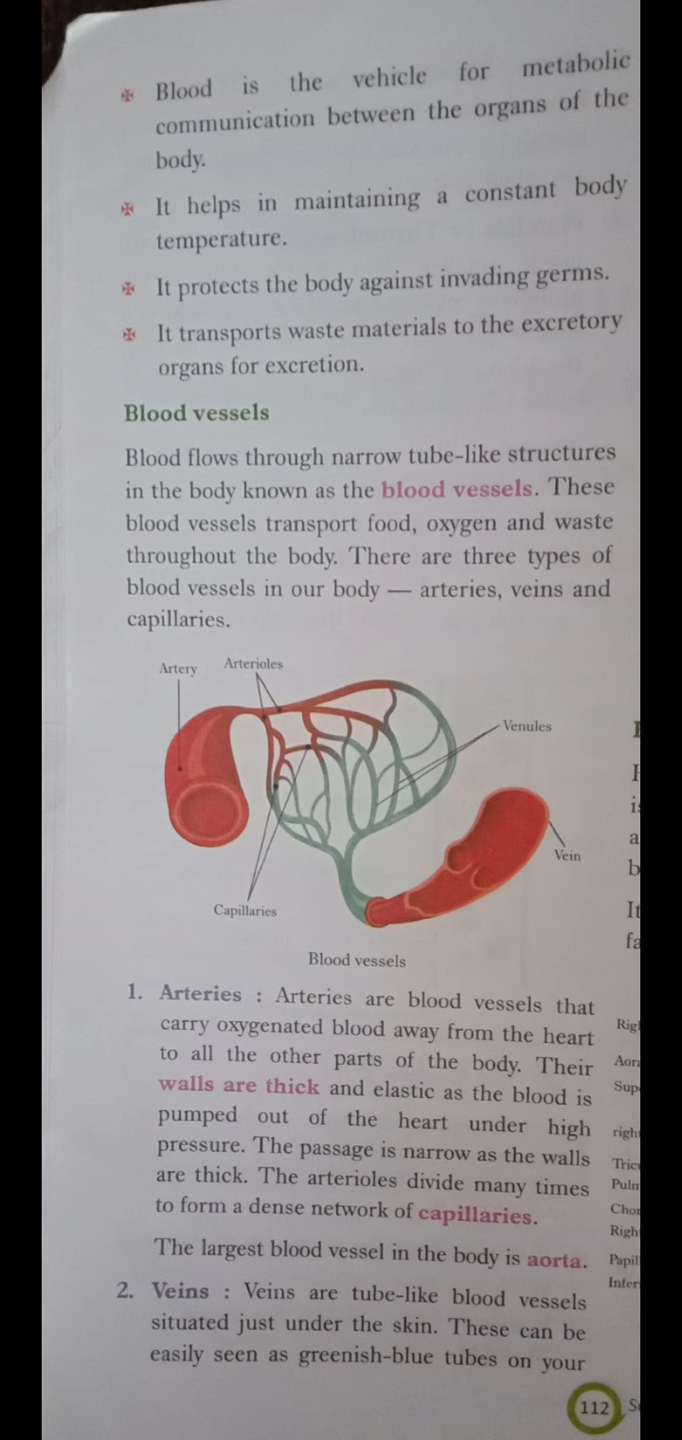 Blood is the vehicle for metabolic
communication between the organs of the
body.
It helps in maintaining a constant body
temperature.
It protects the body against invading germs.
It transports waste materials to the excretory
organs for excretion.
Blood vessels
Blood flows through narrow tube-like structures
in the body known as the blood vessels. These
blood vessels transport food, oxygen and waste
throughout the body. There are three types of
blood vessels in our body — arteries, veins and
capillaries.
Artery
Arterioles
Venules
Vein
Capillaries
Blood vessels
1. Arteries : Arteries are blood vessels that
carry oxygenated blood away from the heart
to all the other parts of the body. Their
walls are thick and elastic as the blood is
pumped out of the heart under high
pressure. The passage is narrow as the walls
are thick. The arterioles divide many times
to form a dense network of capillaries.
The largest blood vessel in the body is aorta.
2. Veins : Veins are tube-like blood vessels
situated just under the skin. These can be
easily seen as greenish-blue tubes on your
112